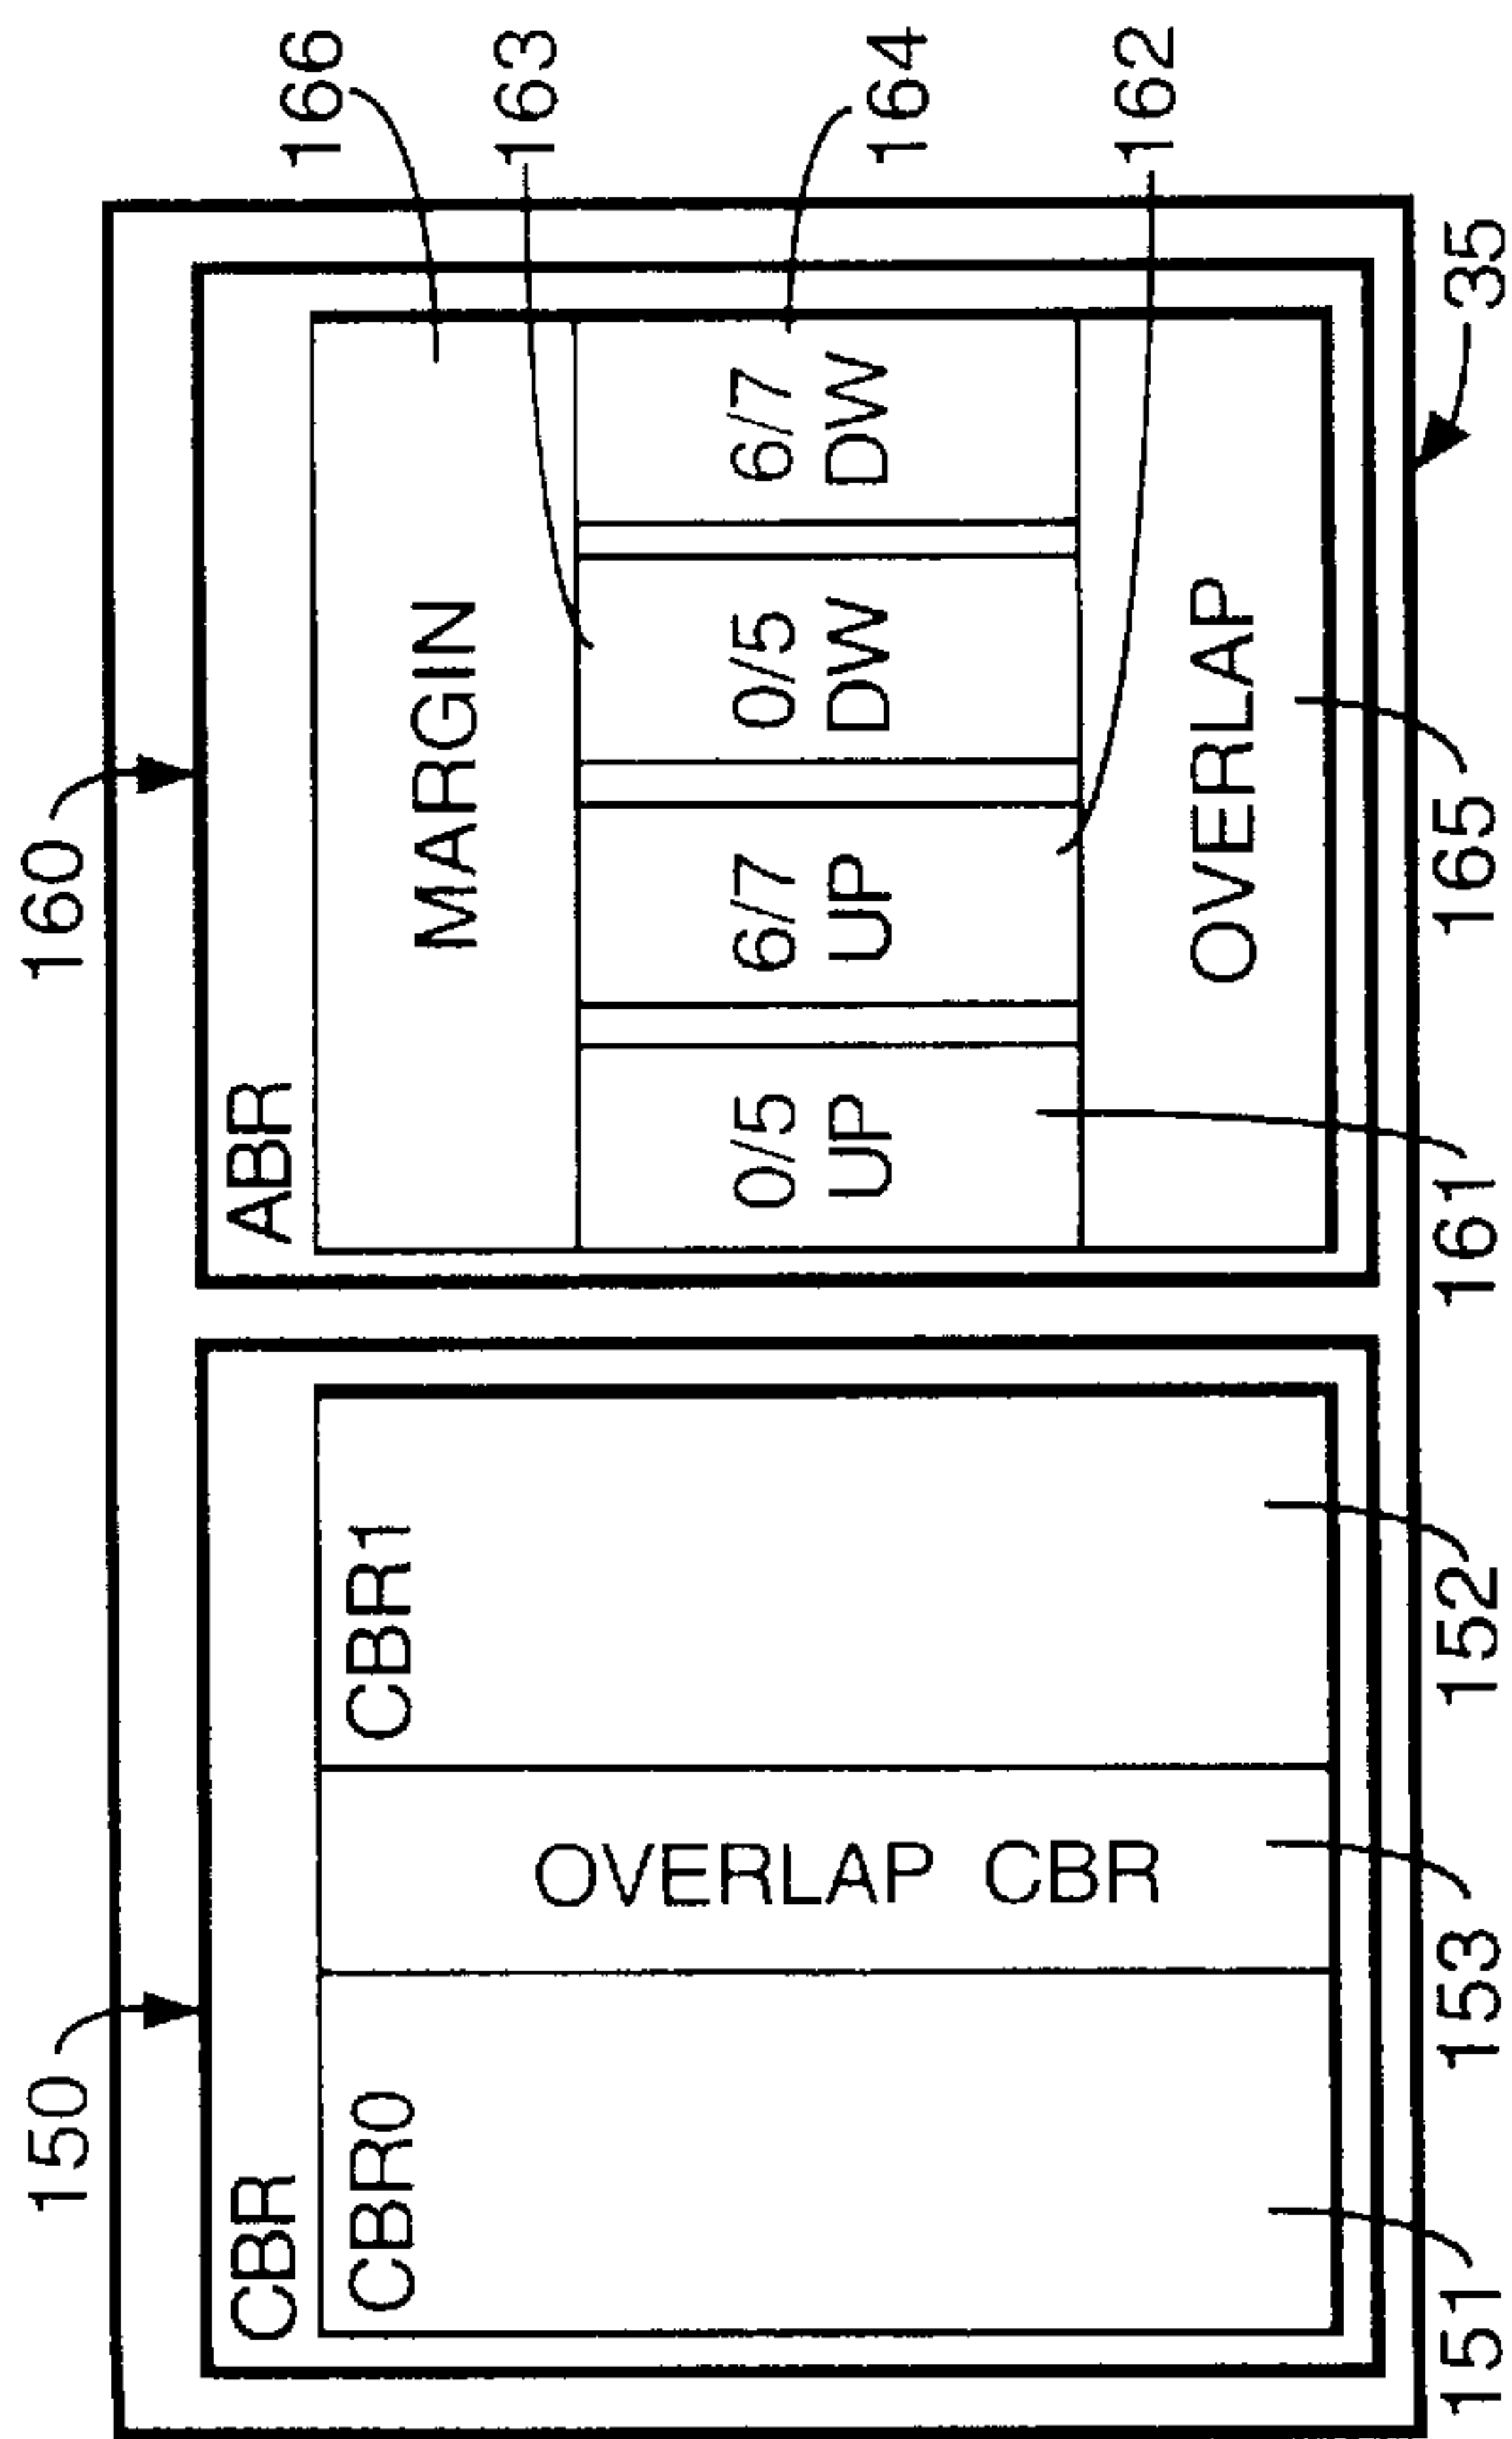 150
160
166
163
164
162
CBR
CBR0
OVERLAP CBR
CBR1
ABR
MARGIN
0/5
UP
6/7
UP
0/5
DW
6/7
DW
OVERLAP
151
153
152
161
165
35